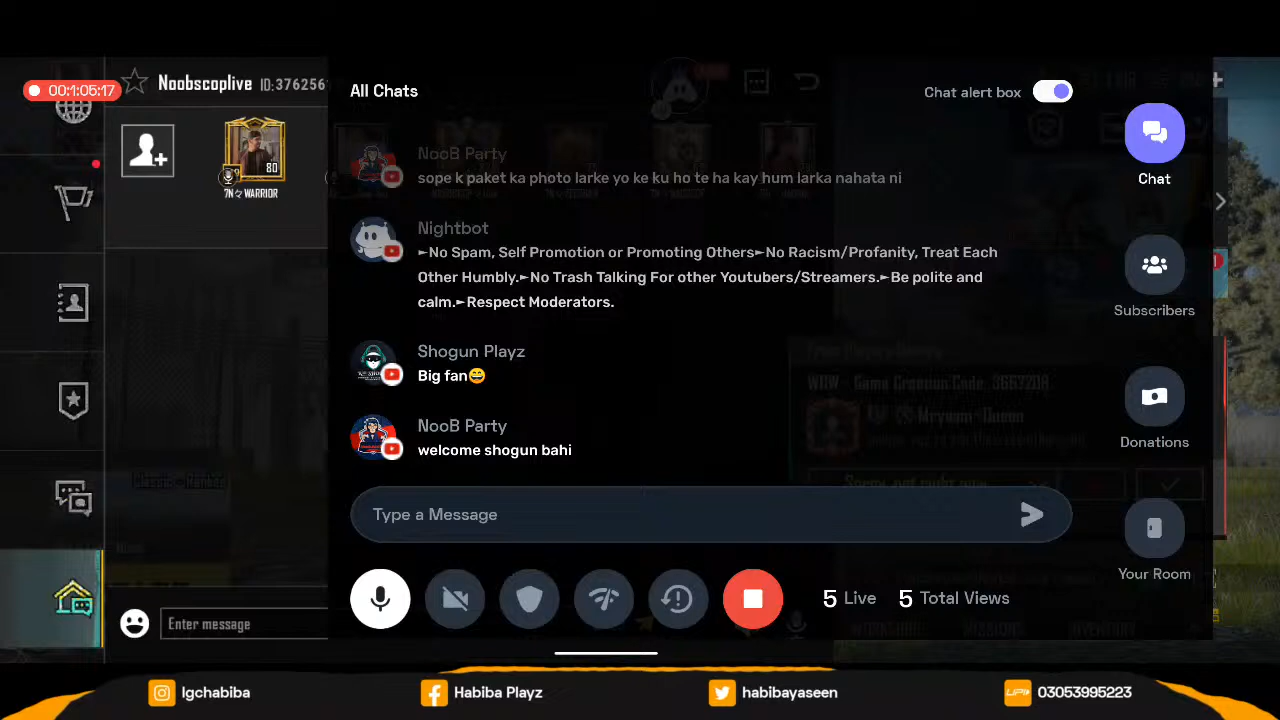 00:1:05:17
Noobscoplive ID:3762561
80
7N々WARRIOR
Enter message
All Chats
Chat alert box
NooB Party
sope k paket ka photo larke yo ke ku ho te ha kay hum larka nahata ni
Nightbot
➛No Spam, Self Promotion or Promoting Others➛No Racism/Profanity, Treat Each
Other Humbly.➛No Trash Talking For other Youtubers/Streamers.➛Be polite and
calm.➛Respect Moderators.
Shogun Playz
Big fan😄
NooB Party
welcome shogun bahi
Type a Message
5 Live 5 Total Views
Chat
Subscribers
Donations
Your Room
Igchabiba
Habiba Playz
habibayaseen
03053995223